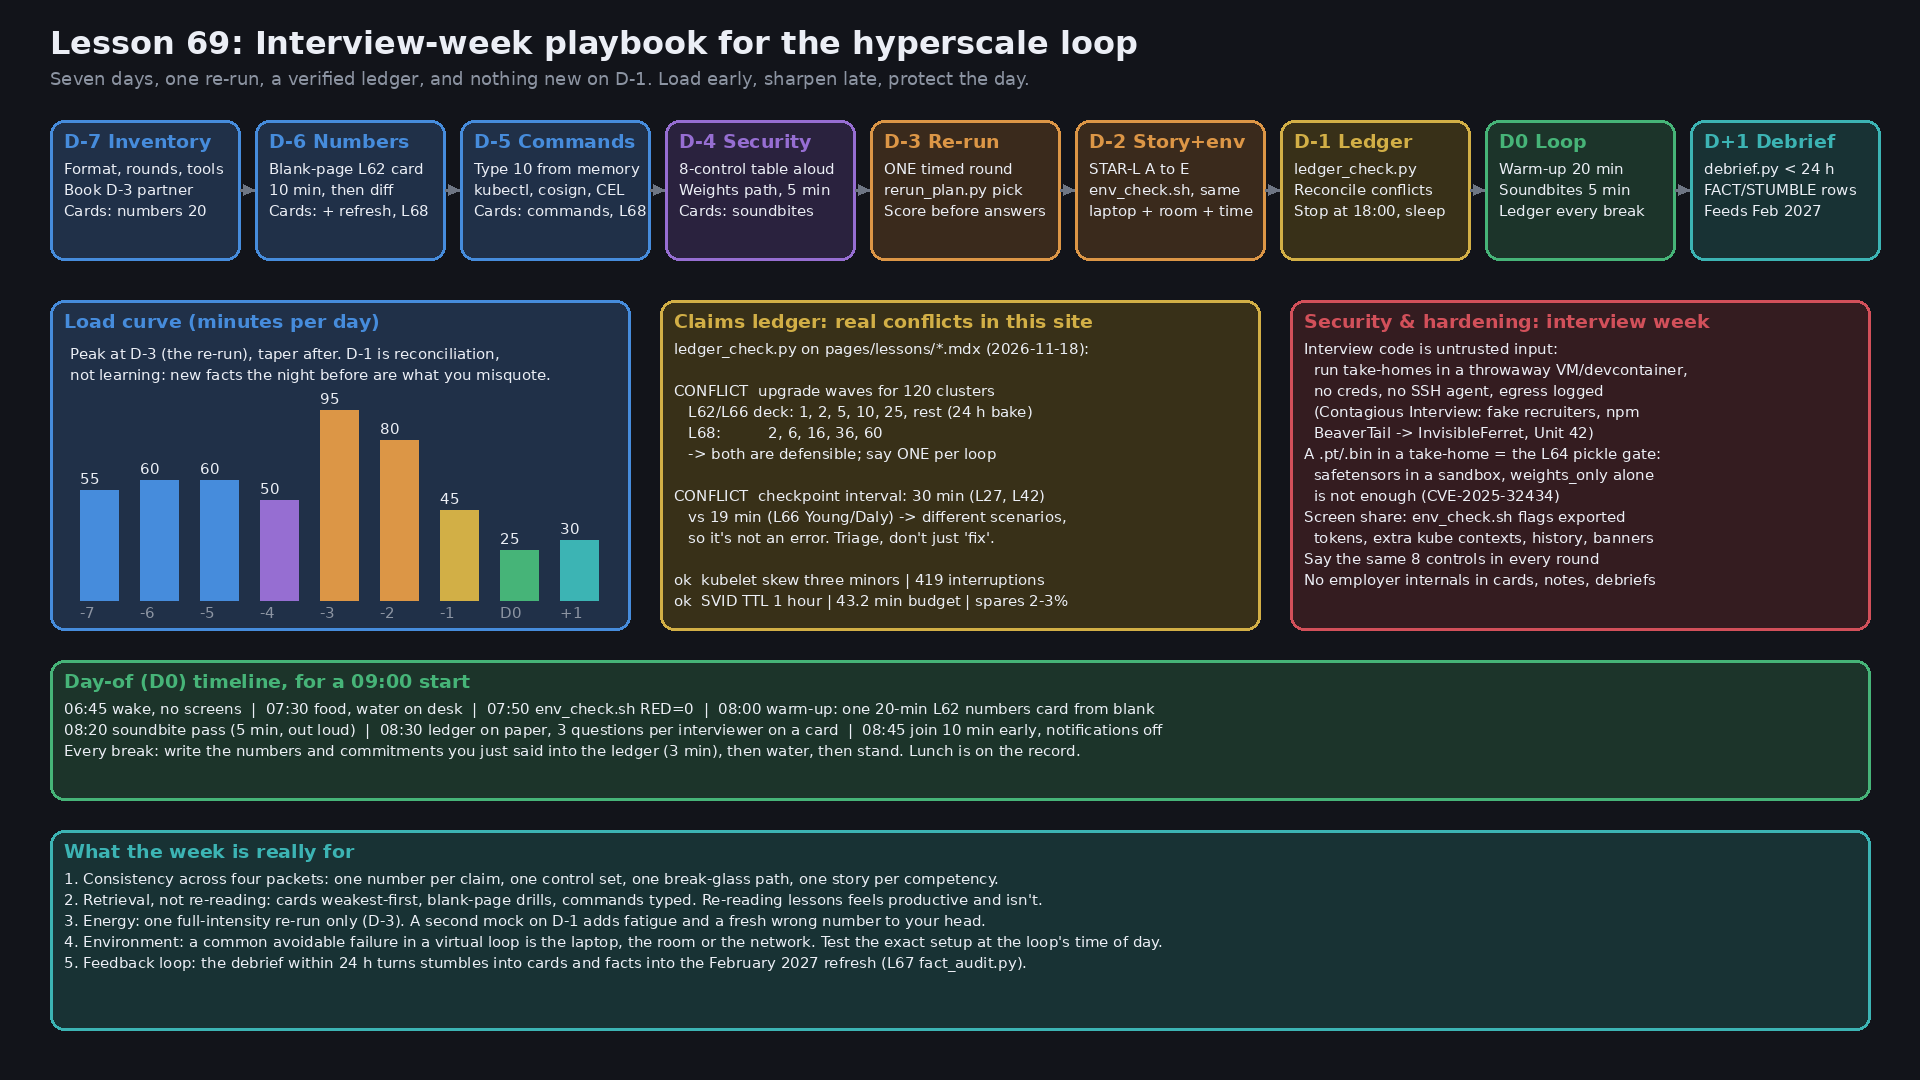 Lesson 69: Interview-week playbook for the hyperscale loop
Seven days, one re-run, a verified ledger, and nothing new on D-1. Load early, sharpen late, protect the day.
D-7 Inventory
Format, rounds, tools
Book D-3 partner
Cards: numbers 20
D-6 Numbers
Blank-page L62 card
10 min, then diff
Cards: + refresh, L68
D-5 Commands
Type 10 from memory
kubectl, cosign, CEL
Cards: commands, L68
D-4 Security
8-control table aloud
Weights path, 5 min
Cards: soundbites
D-3 Re-run
ONE timed round
rerun_plan.py pick
Score before answers
D-2 Story+env
STAR-L A to E
env_check.sh, same
laptop + room + time
D-1 Ledger
ledger_check.py
Reconcile conflicts
Stop at 18:00, sleep
D0 Loop
Warm-up 20 min
Soundbites 5 min
Ledger every break
D+1 Debrief
debrief.py < 24 h
FACT/STUMBLE rows
Feeds Feb 2027
Load curve (minutes per day)
Peak at D-3 (the re-run), taper after. D-1 is reconciliation,
not learning: new facts the night before are what you misquote.
55
60
60
50
95
80
45
25
30
-7
-6
-5
-4
-3
-2
-1
D0
+1
Claims ledger: real conflicts in this site
ledger_check.py on pages/lessons/*.mdx (2026-11-18):
CONFLICT  upgrade waves for 120 clusters
L62/L66 deck: 1, 2, 5, 10, 25, rest (24 h bake)
L68:          2, 6, 16, 36, 60
-> both are defensible; say ONE per loop
CONFLICT  checkpoint interval: 30 min (L27, L42)
vs 19 min (L66 Young/Daly) -> different scenarios,
so it's not an error. Triage, don't just 'fix'.
ok  kubelet skew three minors | 419 interruptions
ok  SVID TTL 1 hour | 43.2 min budget | spares 2-3%
Security & hardening: interview week
Interview code is untrusted input:
run take-homes in a throwaway VM/devcontainer,
no creds, no SSH agent, egress logged
(Contagious Interview: fake recruiters, npm
BeaverTail -> InvisibleFerret, Unit 42)
A .pt/.bin in a take-home = the L64 pickle gate:
safetensors in a sandbox, weights_only alone
is not enough (CVE-2025-32434)
Screen share: env_check.sh flags exported
tokens, extra kube contexts, history, banners
Say the same 8 controls in every round
No employer internals in cards, notes, debriefs
Day-of (D0) timeline, for a 09:00 start
06:45 wake, no screens  |  07:30 food, water on desk  |  07:50 env_check.sh RED=0  |  08:00 warm-up: one 20-min L62 numbers card from blank
08:20 soundbite pass (5 min, out loud)  |  08:30 ledger on paper, 3 questions per interviewer on a card  |  08:45 join 10 min early, notifications off
Every break: write the numbers and commitments you just said into the ledger (3 min), then water, then stand. Lunch is on the record.
What the week is really for
1. Consistency across four packets: one number per claim, one control set, one break-glass path, one story per competency.
2. Retrieval, not re-reading: cards weakest-first, blank-page drills, commands typed. Re-reading lessons feels productive and isn't.
3. Energy: one full-intensity re-run only (D-3). A second mock on D-1 adds fatigue and a fresh wrong number to your head.
4. Environment: a common avoidable failure in a virtual loop is the laptop, the room or the network. Test the exact setup at the loop's time of day.
5. Feedback loop: the debrief within 24 h turns stumbles into cards and facts into the February 2027 refresh (L67 fact_audit.py).